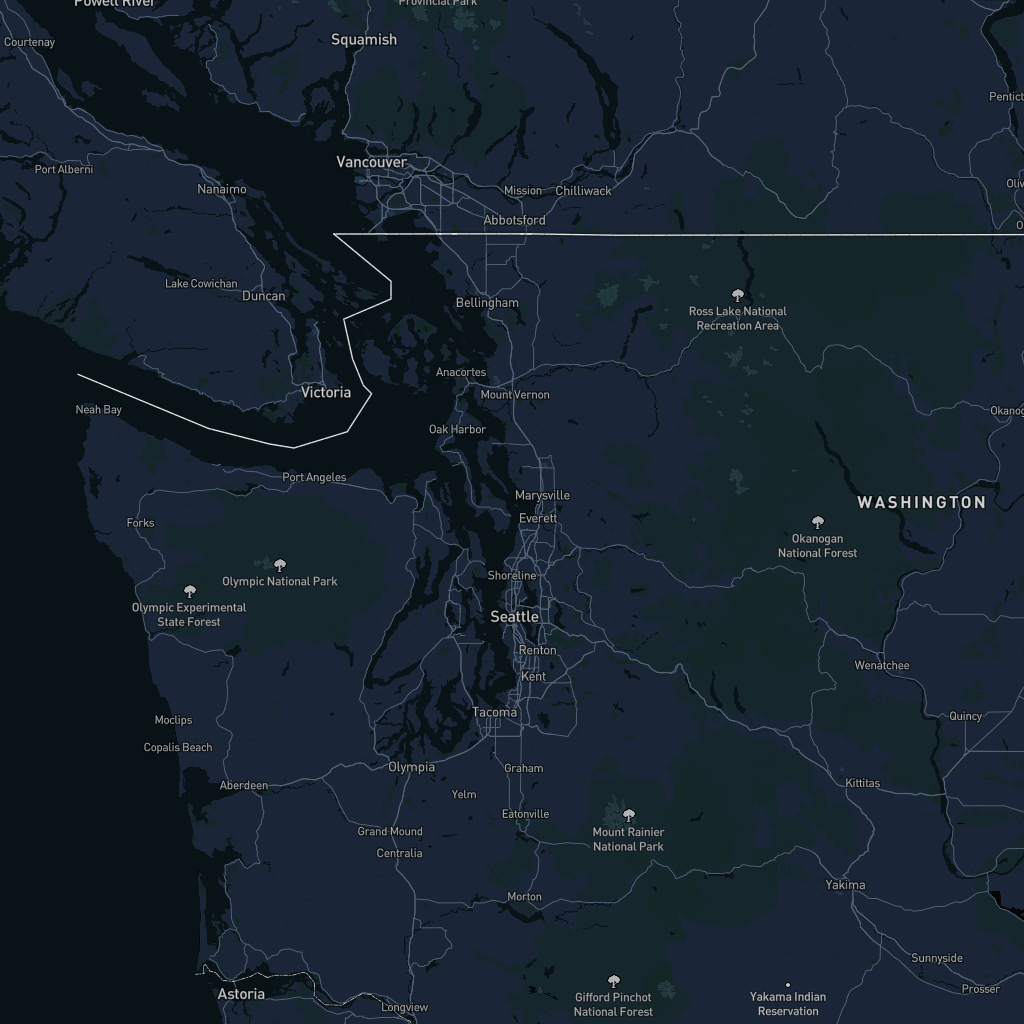 Powell River
Provincial Park
Courtenay
Squamish
Port Alberni
Vancouver
Nanaimo
Mission
Chilliwack
Abbotsford
Lake Cowichan
Duncan
Bellingham
Ross Lake National
Recreation Area
Anacortes
Victoria
Mount Vernon
Neah Bay
Oak Harbor
Port Angeles
Marysville
WASHINGTON
Forks
Everett
Okanogan
National Forest
Olympic National Park
Shoreline
Olympic Experimental
State Forest
Seattle
Renton
Wenatchee
Kent
Moclips
Tacoma
Quincy
Copalis Beach
Olympia
Graham
Aberdeen
Yelm
Kittitas
Eatonville
Grand Mound
Mount Rainier
National Park
Centralia
Yakima
Morton
Sunnyside
Astoria
Gifford Pinchot
National Forest
Yakama Indian
Reservation
Prosser
Longview
Pentict
Oliv
O
Okanog